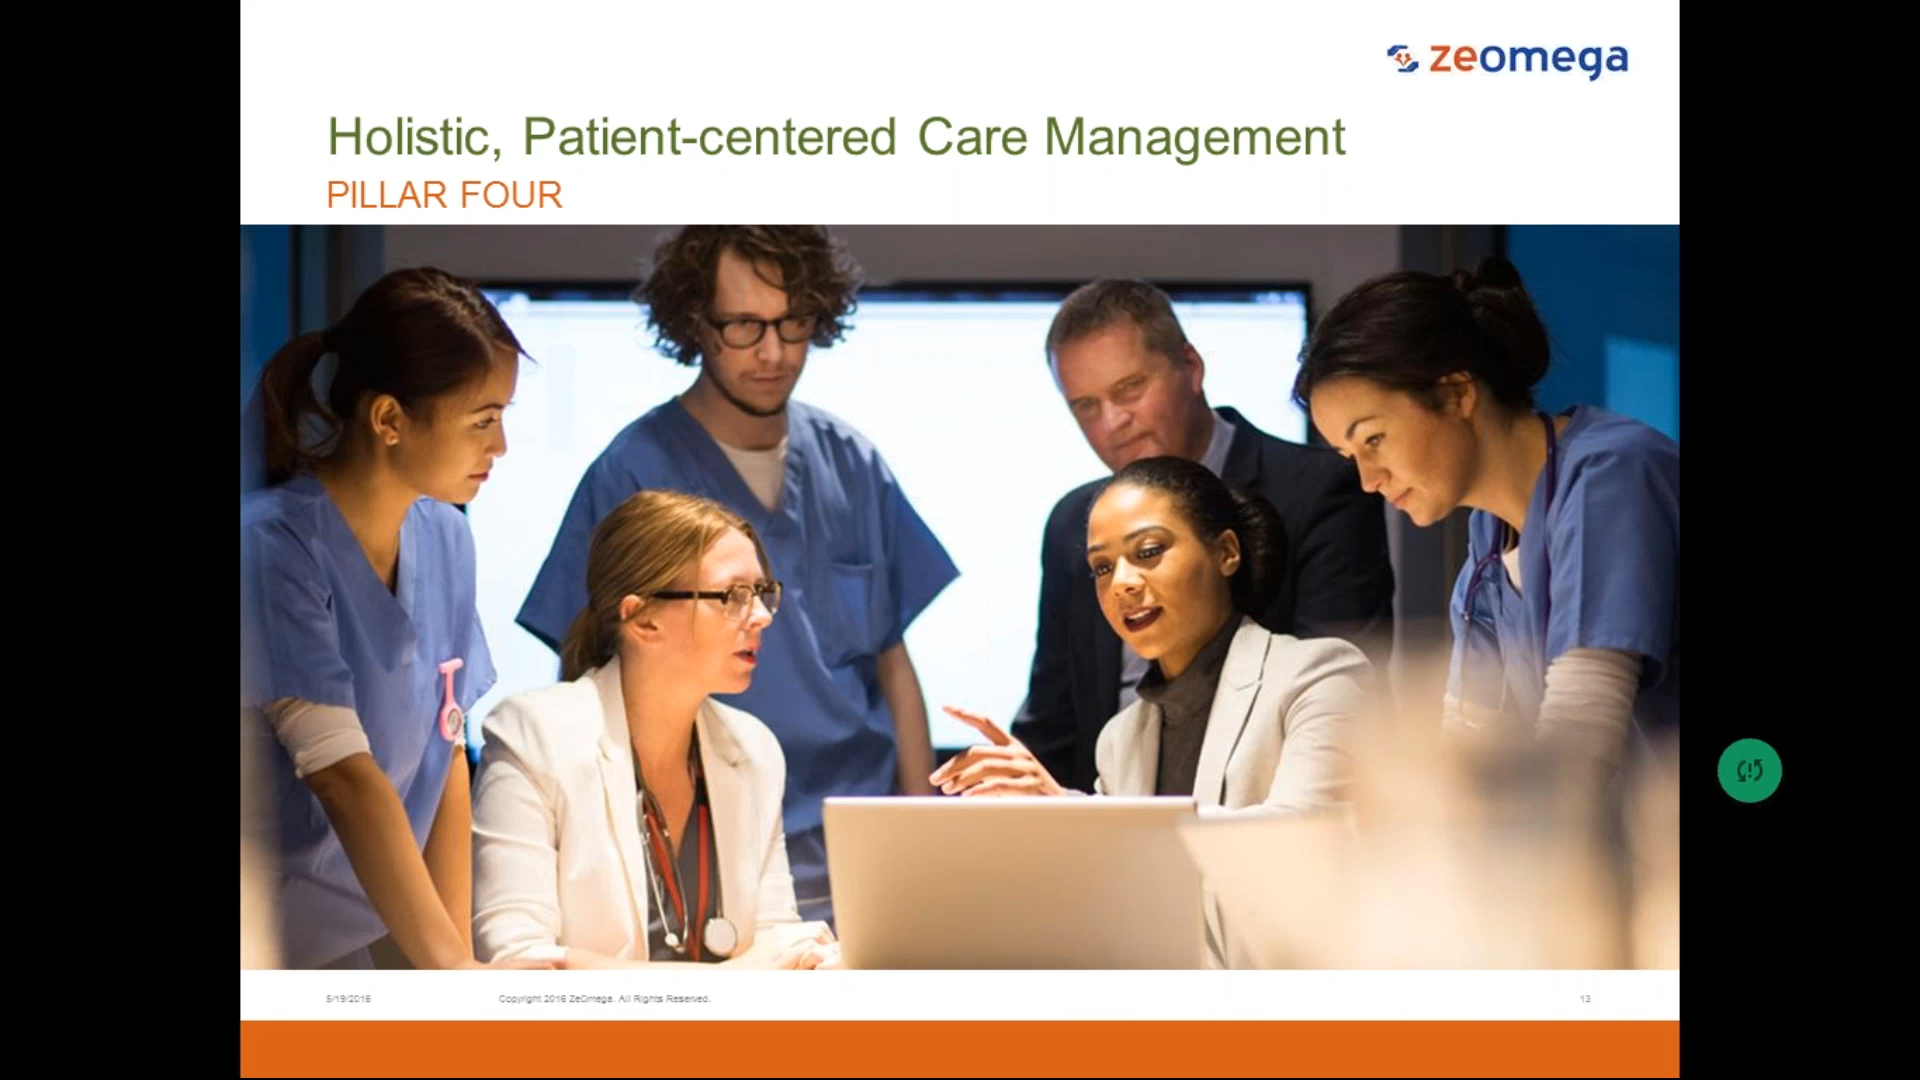 zeomega
Holistic, Patient-centered Care Management
PILLAR FOUR
5/19/2016
Copyright 2016 ZeOmega. All Rights Reserved.
13